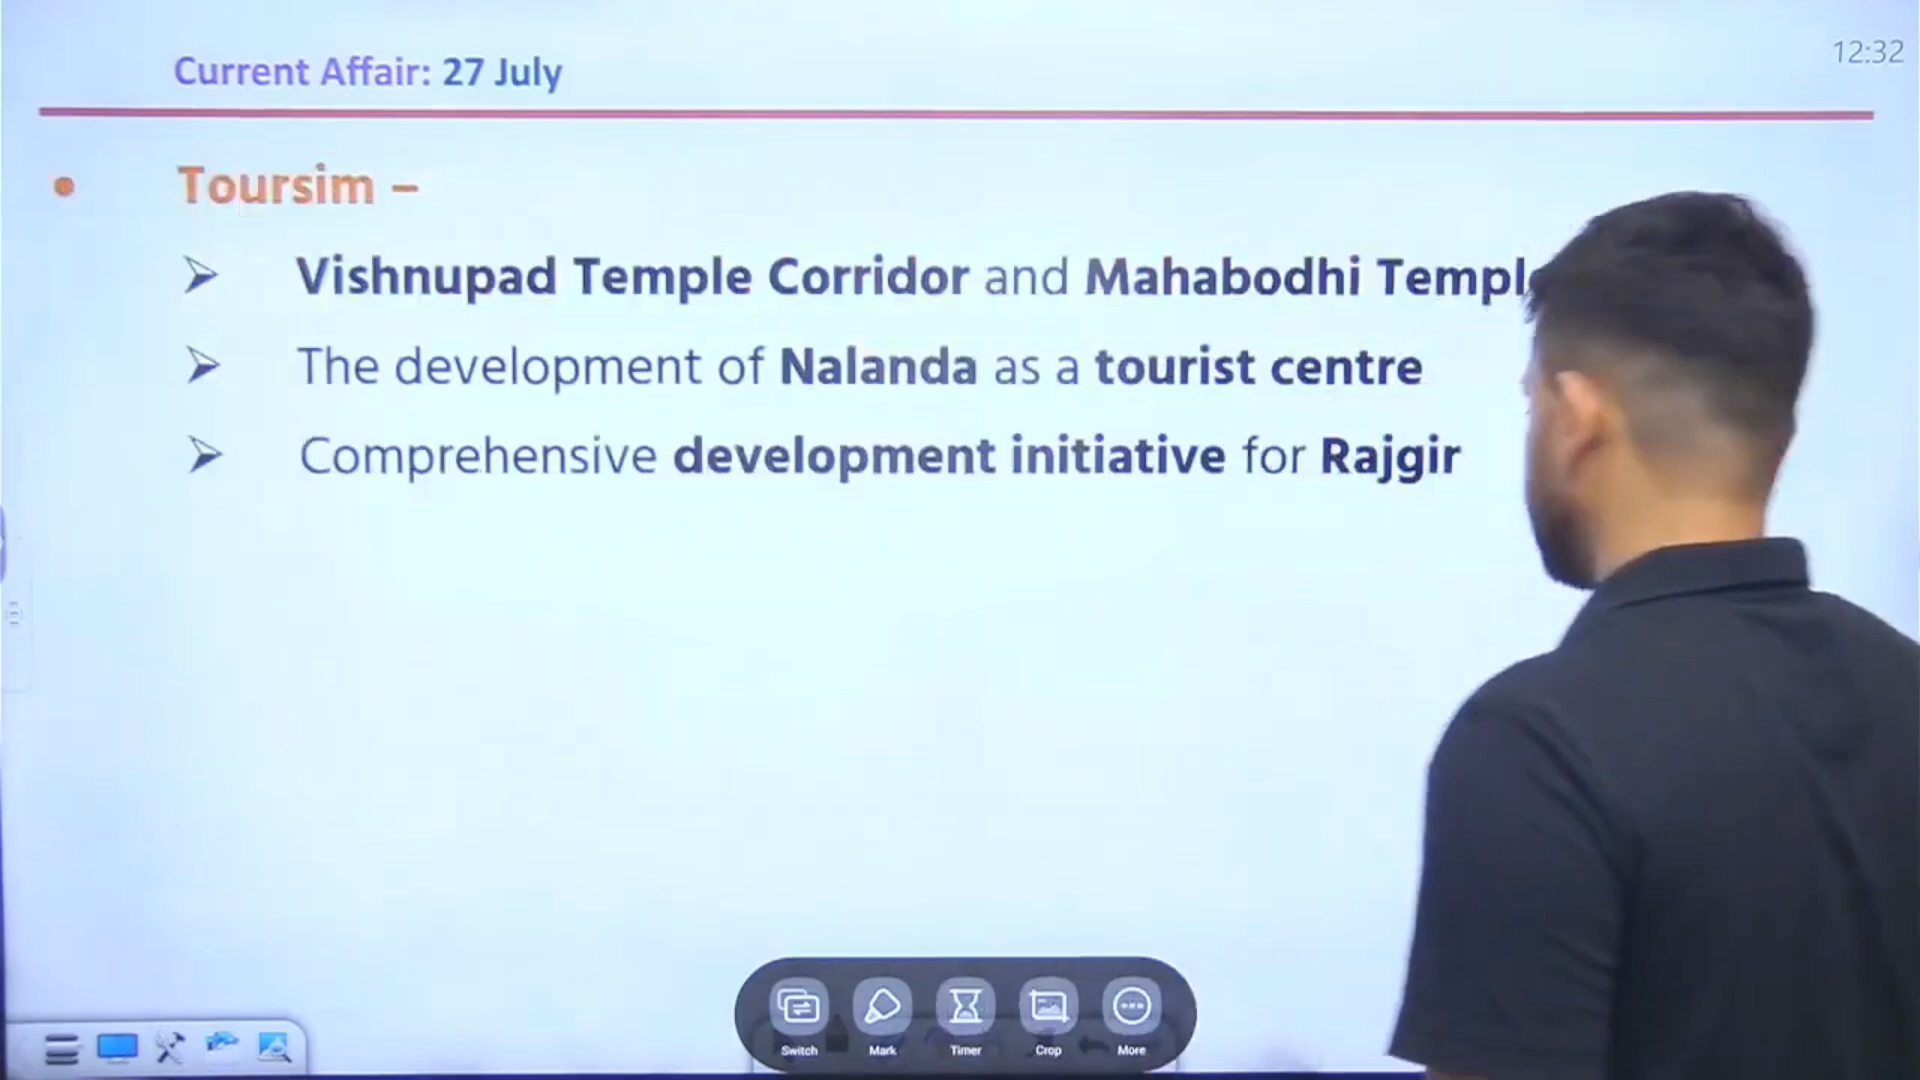 Current Affair: 27 July
12:32
Toursim –
Vishnupad Temple Corridor and Mahabodhi Temple
The development of Nalanda as a tourist centre
Comprehensive development initiative for Rajgir
Switch
Mark
Timer
Crop
More